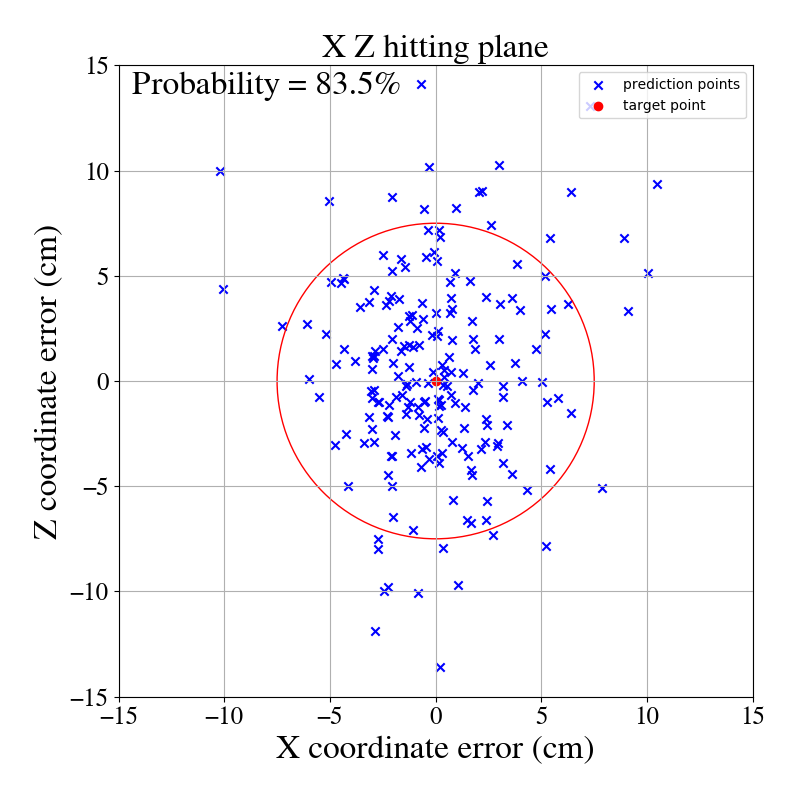 X Z hitting plane
Probability = 83.5%
prediction points
target point
15
10
5
0
−5
−10
−15
−15 −10 −5 0 5 10 15
Z coordinate error (cm)
X coordinate error (cm)